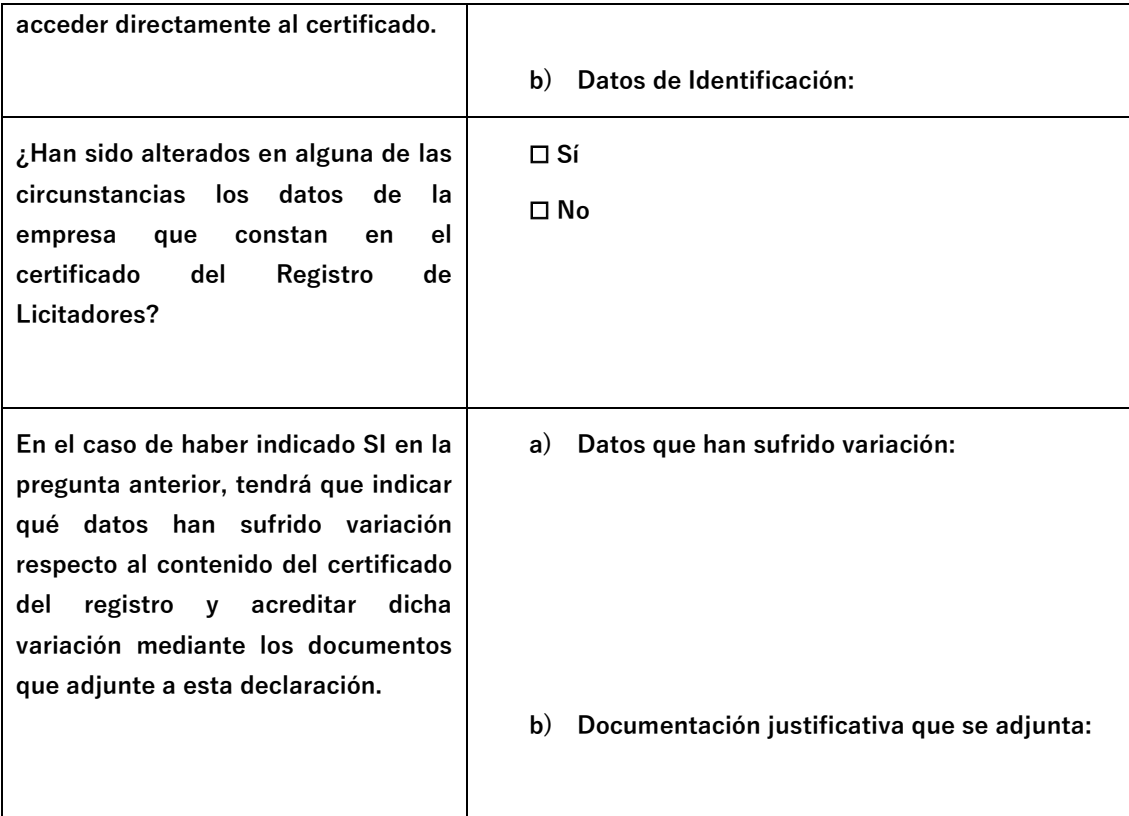 acceder directamente al certificado.
b) Datos de Identificación:
¿Han sido alterados en alguna de las
circunstancias los datos de la
empresa que constan en el
certificado del Registro de
Licitadores?
☐ Sí
☐ No
En el caso de haber indicado SI en la
pregunta anterior, tendrá que indicar
qué datos han sufrido variación
respecto al contenido del certificado
del registro y acreditar dicha
variación mediante los documentos
que adjunte a esta declaración.
a) Datos que han sufrido variación:
b) Documentación justificativa que se adjunta: